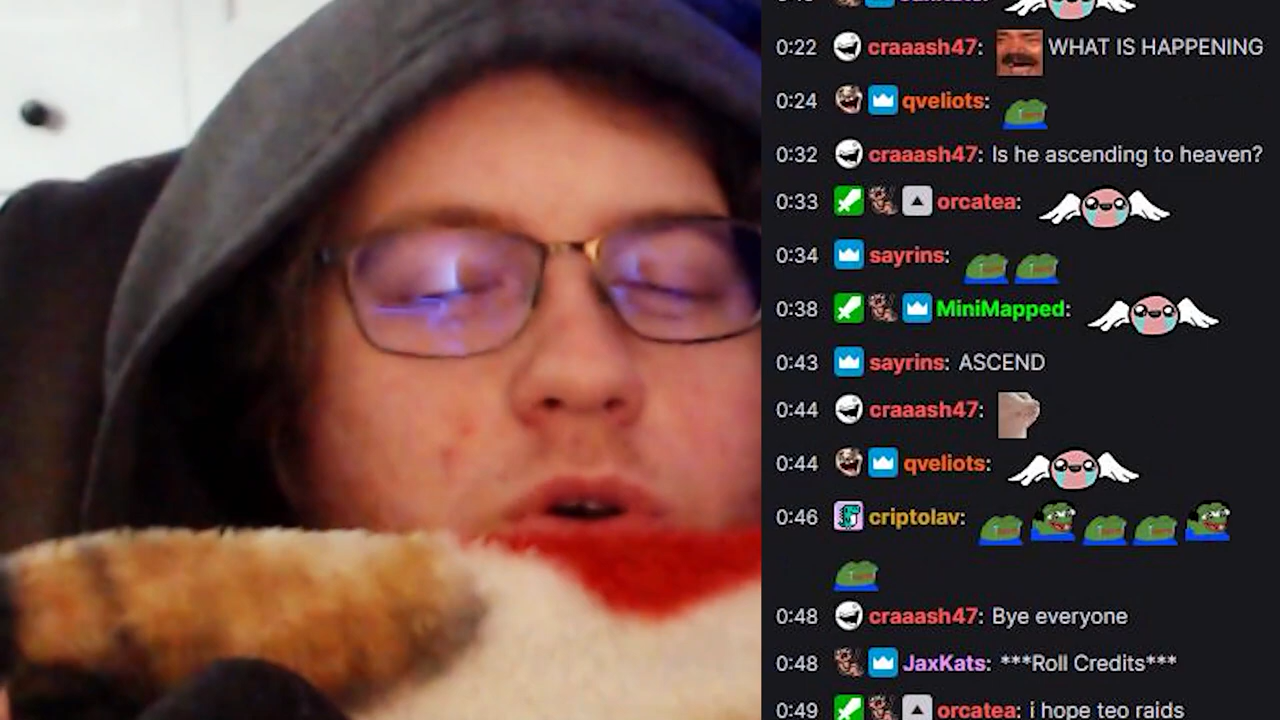 0:22 craaash47: WHAT IS HAPPENING
0:24 qveliots:
0:32 craaash47: Is he ascending to heaven?
0:33 orcatea:
0:34 sayrins:
0:38 MiniMapped:
0:43 sayrins: ASCEND
0:44 craaash47:
0:44 qveliots:
0:46 criptolav:
0:48 craaash47: Bye everyone
0:48 JaxKats: ***Roll Credits***
0:49 orcatea: i hope teo raids